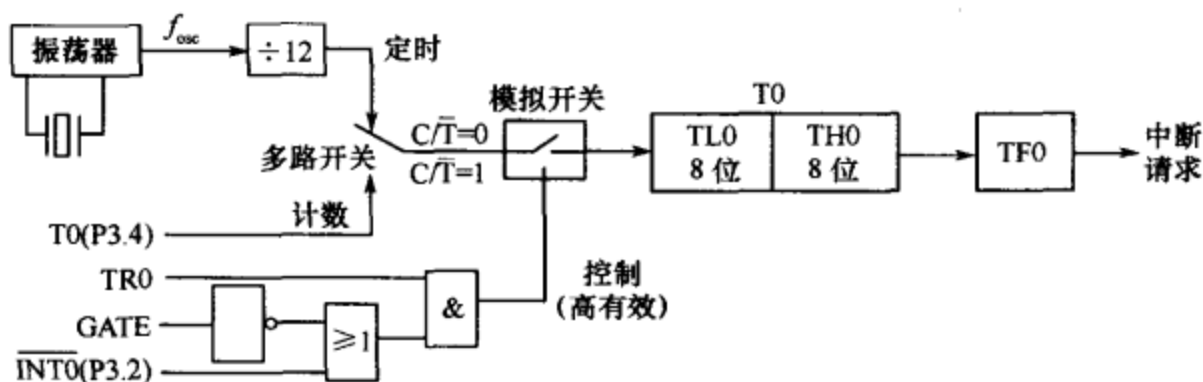 振荡器
f_osc
÷12
定时
模拟开关
T0
C/T̅=0
多路开关
C/T̅=1
TL0
8 位
TH0
8 位
TF0
中断
请求
计数
T0(P3.4)
TR0
控制
(高有效)
&
GATE
≥1
I̅N̅T̅0̅(P3.2)